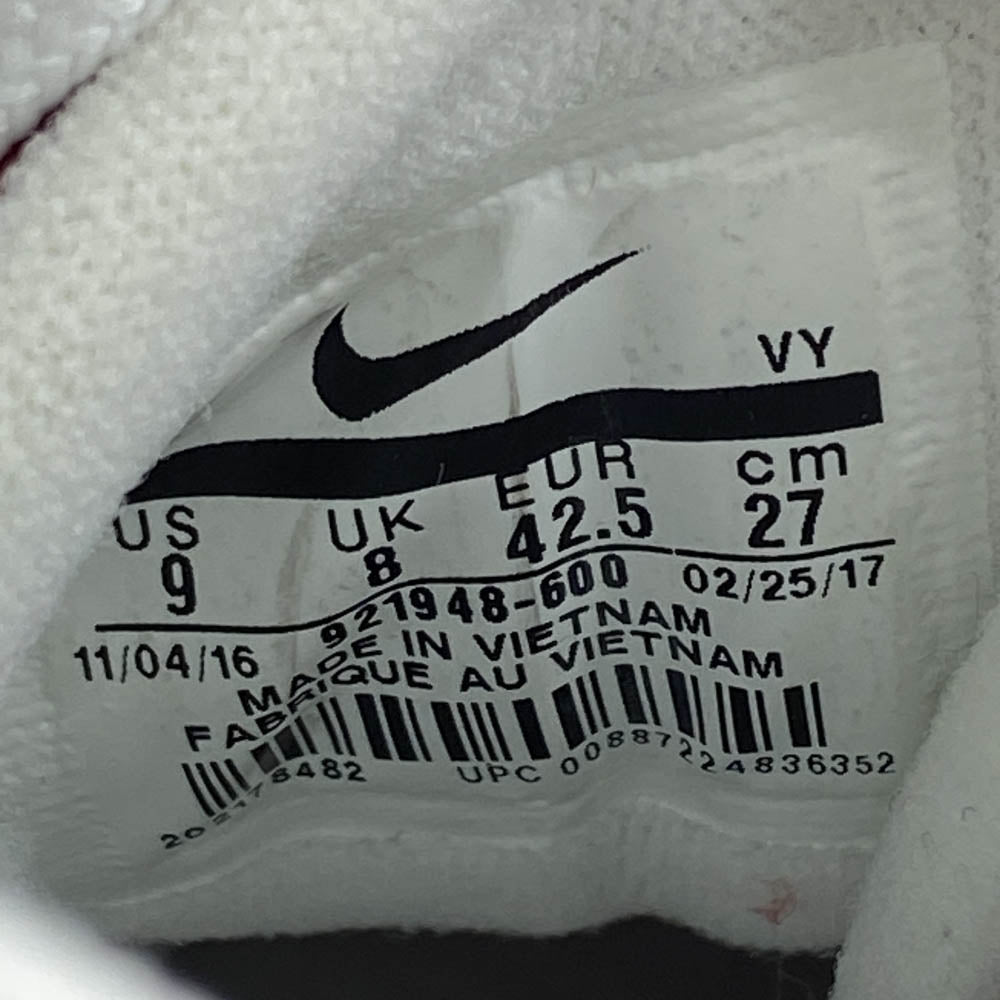 VY
US UK EUR cm
9 8 42.5 27
11/04/16 921948-600 02/25/17
MADE IN VIETNAM
FABRIQUE AU VIETNAM
8482 UPC 00887224836352